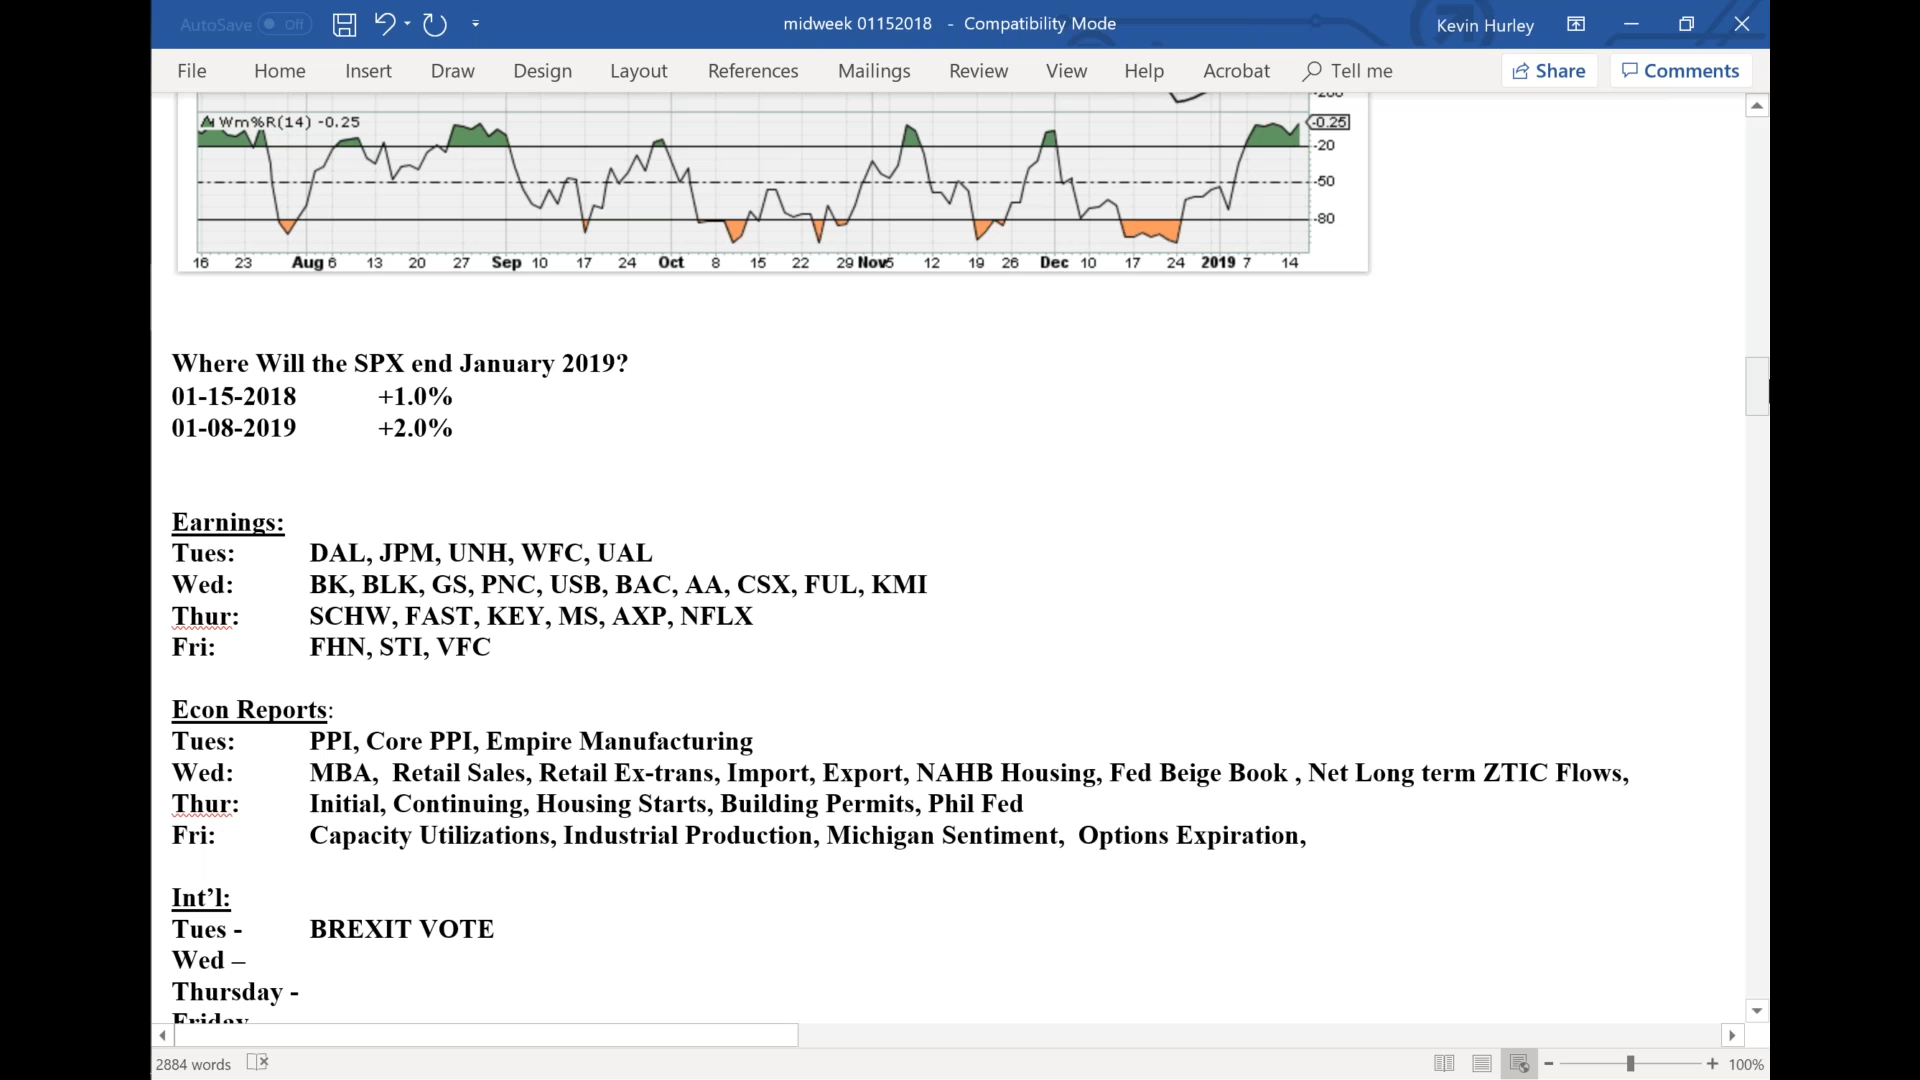 AutoSave Off
midweek 01152018 - Compatibility Mode
Kevin Hurley
File Home Insert Draw Design Layout References Mailings Review View Help Acrobat Tell me Share Comments
-200
Wm%R(14) -0.25
-0.25
-20
-50
-80
16 23 Aug 6 13 20 27 Sep 10 17 24 Oct 8 15 22 29 Nov5 12 19 26 Dec 10 17 24 2019 7 14
Where Will the SPX end January 2019?
01-15-2018 +1.0%
01-08-2019 +2.0%
Earnings:
Tues: DAL, JPM, UNH, WFC, UAL
Wed: BK, BLK, GS, PNC, USB, BAC, AA, CSX, FUL, KMI
Thur: SCHW, FAST, KEY, MS, AXP, NFLX
Fri: FHN, STI, VFC
Econ Reports:
Tues: PPI, Core PPI, Empire Manufacturing
Wed: MBA, Retail Sales, Retail Ex-trans, Import, Export, NAHB Housing, Fed Beige Book , Net Long term ZTIC Flows,
Thur: Initial, Continuing, Housing Starts, Building Permits, Phil Fed
Fri: Capacity Utilizations, Industrial Production, Michigan Sentiment, Options Expiration,
Int’l:
Tues - BREXIT VOTE
Wed –
Thursday -
Friday
2884 words
100%